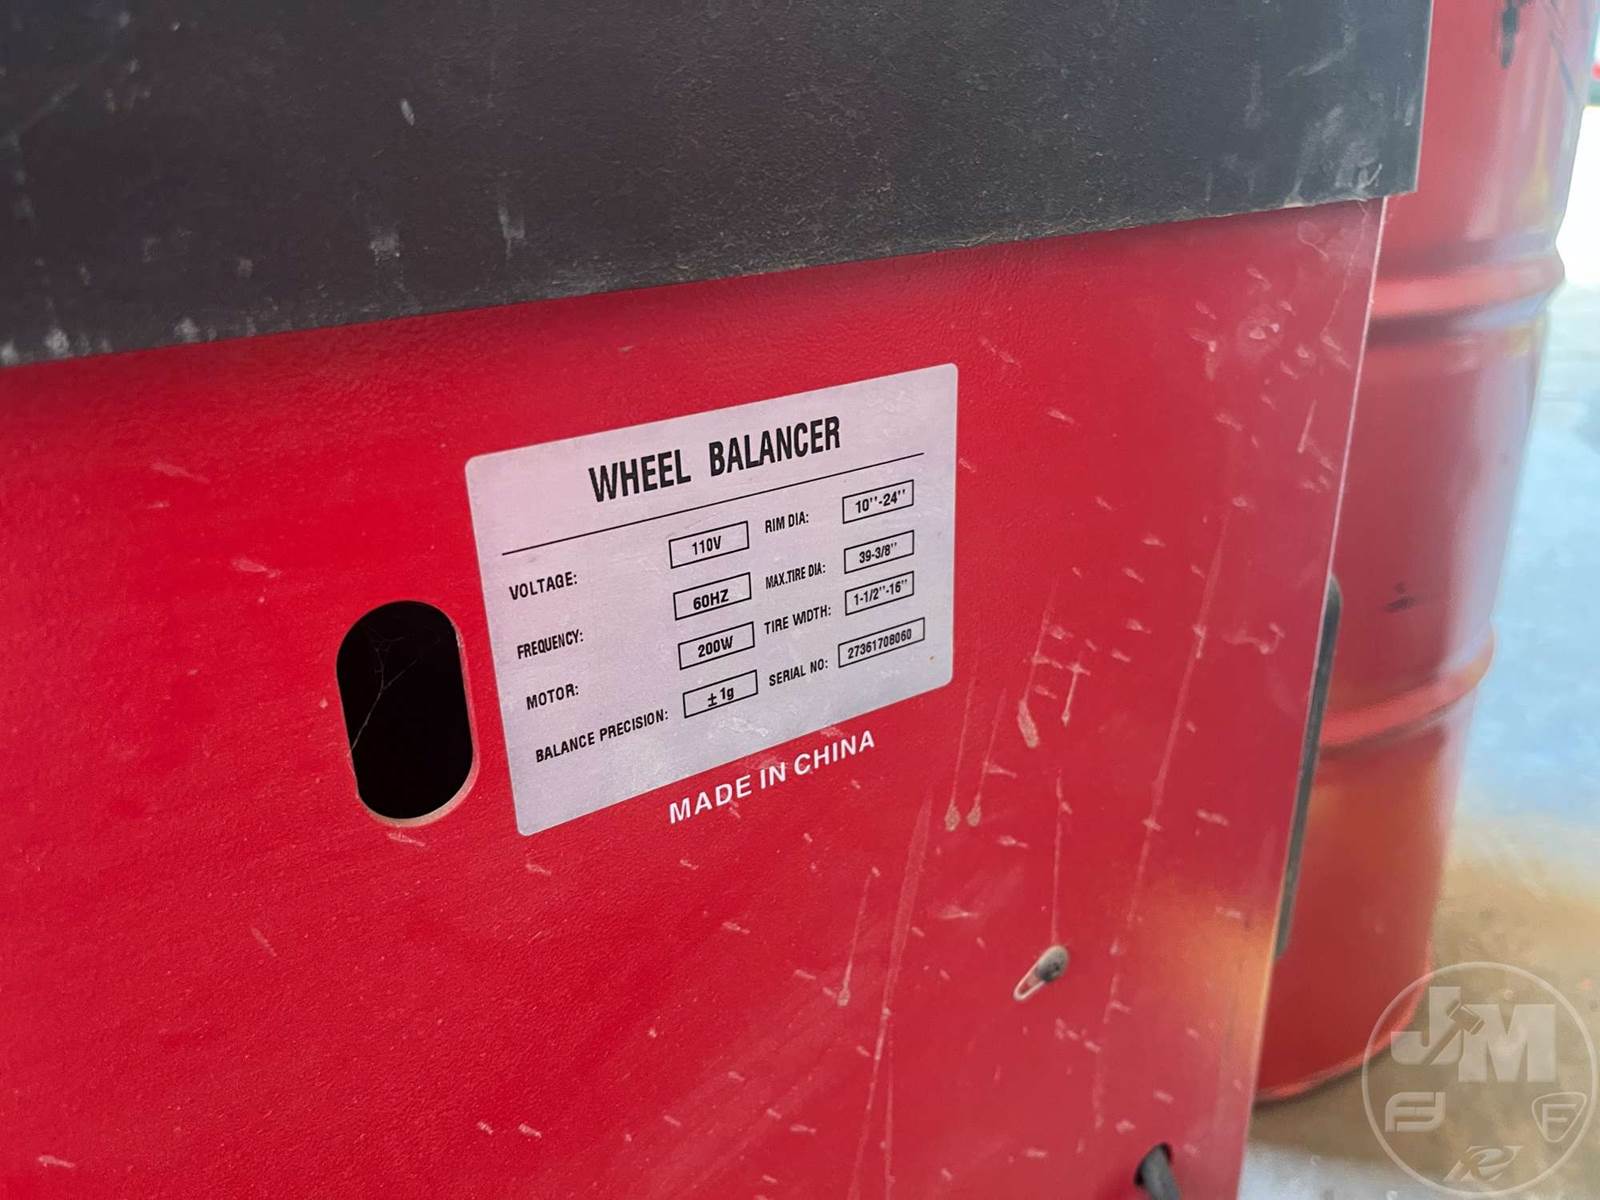 WHEEL BALANCER
VOLTAGE: 110V RIM DIA: 10''-24''
FREQUENCY: 60HZ MAX.TIRE DIA: 39-3/8''
MOTOR: 200W TIRE WIDTH: 1-1/2''-16''
BALANCE PRECISION: ±1g SERIAL NO: 27361708060
MADE IN CHINA
JM